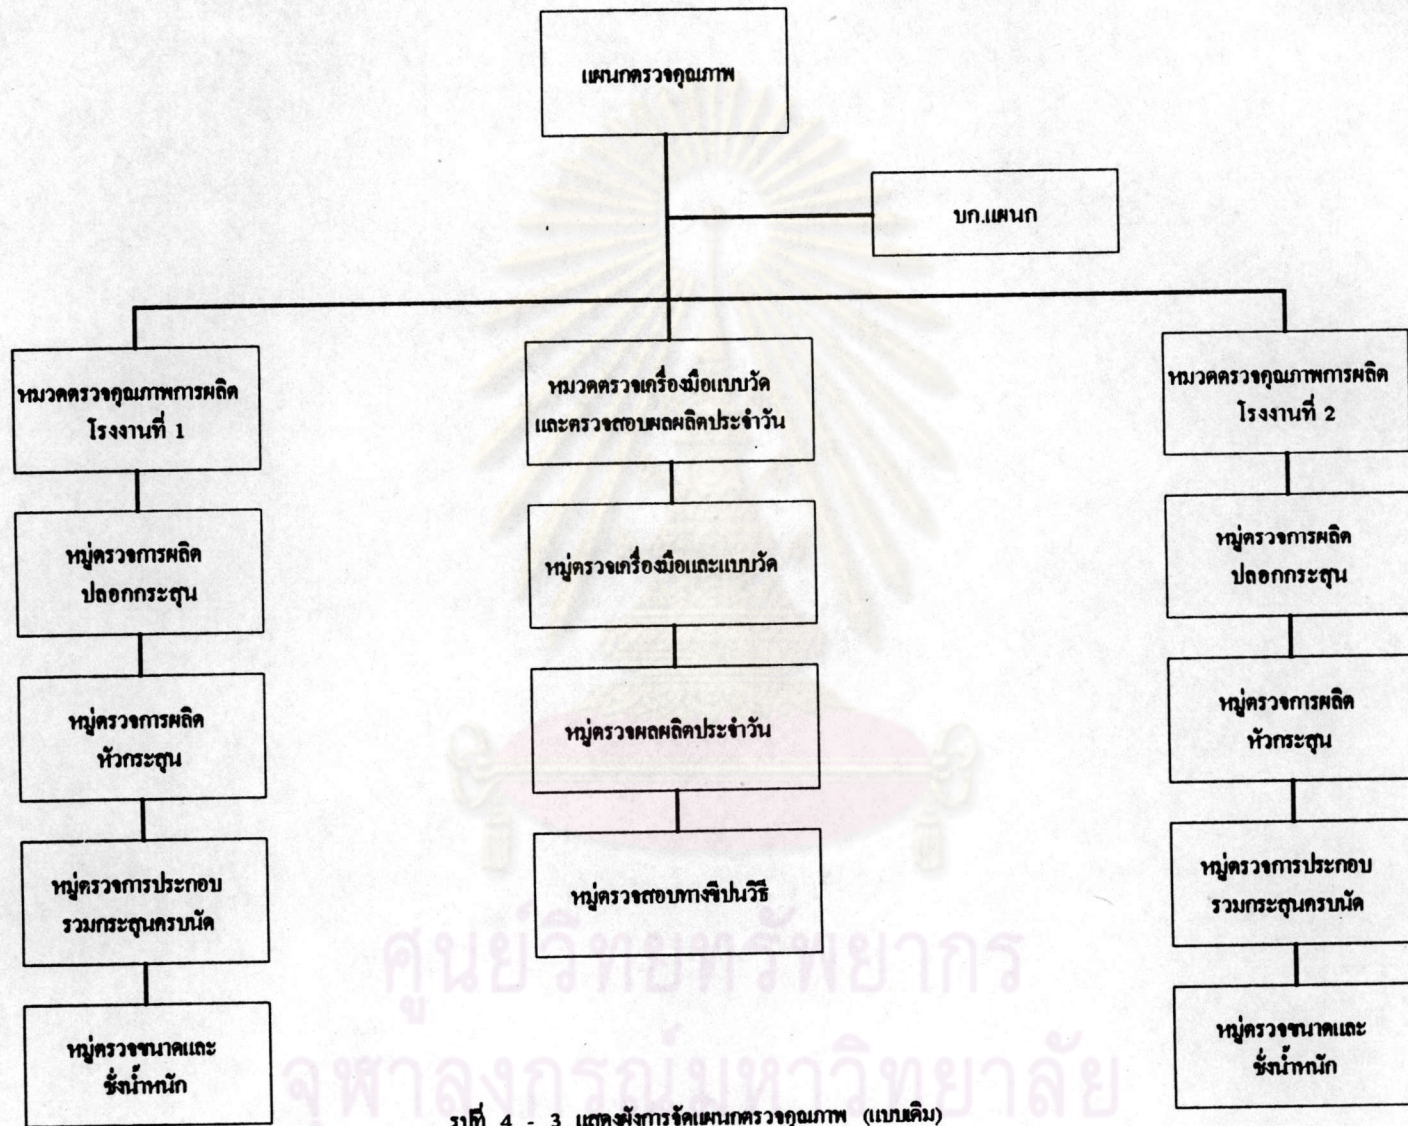 แผนกตรวจคุณภาพ
บก.แผนก
หมวดตรวจคุณภาพการผลิต
โรงงานที่ 1
หมู่ตรวจการผลิต
ปลอกกระสุน
หมู่ตรวจการผลิต
หัวกระสุน
หมู่ตรวจการประกอบ
รวมกระสุนครบนัด
หมู่ตรวจขนาดและ
ชั่งน้ำหนัก
หมวดตรวจเครื่องมือแบบวัด
และตรวจสอบผลผลิตประจำวัน
หมู่ตรวจเครื่องมือและแบบวัด
หมู่ตรวจผลผลิตประจำวัน
หมู่ตรวจสอบทางขีปนวิธี
หมวดตรวจคุณภาพการผลิต
โรงงานที่ 2
หมู่ตรวจการผลิต
ปลอกกระสุน
หมู่ตรวจการผลิต
หัวกระสุน
หมู่ตรวจการประกอบ
รวมกระสุนครบนัด
หมู่ตรวจขนาดและ
ชั่งน้ำหนัก
ศูนย์วิทยทรัพยากร
จุฬาลงกรณ์มหาวิทยาลัย
รูปที่ 4 - 3 แสดงผังการจัดแผนกตรวจคุณภาพ (แบบเดิม)